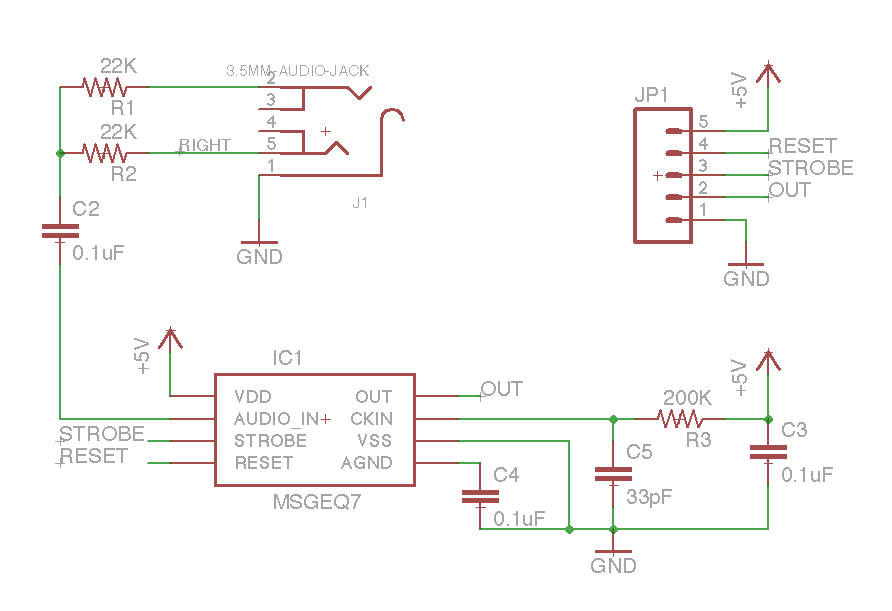 22K
R1
22K
R2
RIGHT
3.5MM-AUDIO-JACK
2
3
4
5
1
J1
GND
C2
0.1uF
JP1
5
4
3
2
1
+5V
RESET
STROBE
OUT
GND
+5V
IC1
VDD
AUDIO_IN+
STROBE
RESET
OUT
CKIN
VSS
AGND
MSGEQ7
STROBE
RESET
OUT
200K
R3
+5V
C3
0.1uF
C5
33pF
C4
0.1uF
GND